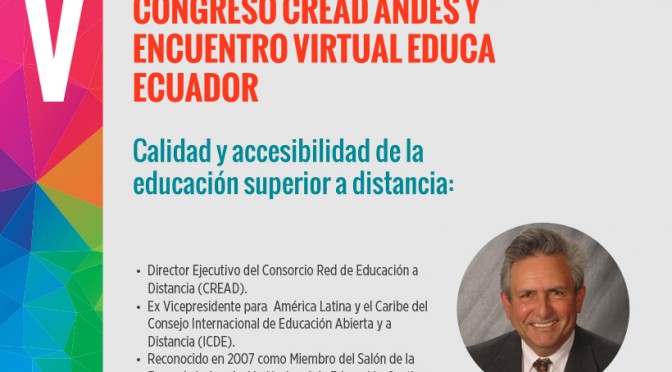 V
CONGRESO CREAD ANDES Y
ENCUENTRO VIRTUAL EDUCA
ECUADOR
Calidad y accesibilidad de la
educación superior a distancia:
• Director Ejecutivo del Consorcio Red de Educación a
Distancia (CREAD).
• Ex Vicepresidente para América Latina y el Caribe del
Consejo Internacional de Educación Abierta y a
Distancia (ICDE).
• Reconocido en 2007 como Miembro del Salón de la